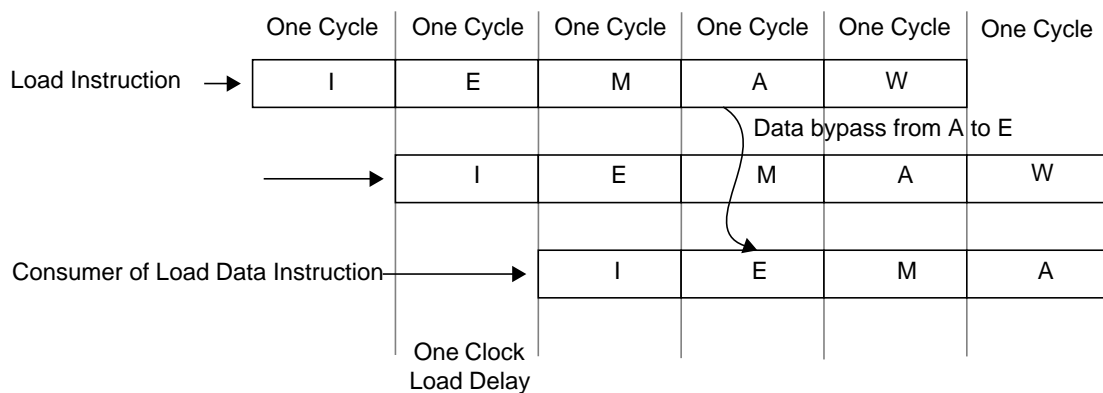 One Cycle One Cycle One Cycle One Cycle One Cycle One Cycle
Load Instruction I E M A W
Data bypass from A to E
I E M A W
Consumer of Load Data Instruction I E M A
One Clock
Load Delay